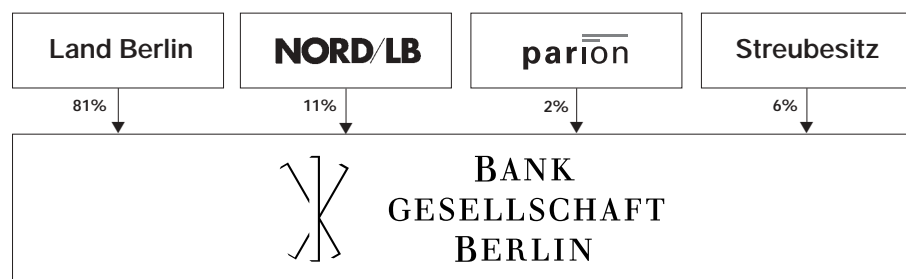 Land Berlin
NORD/LB
parion
Streubesitz
81%
11%
2%
6%
BANK
GESELLSCHAFT
BERLIN